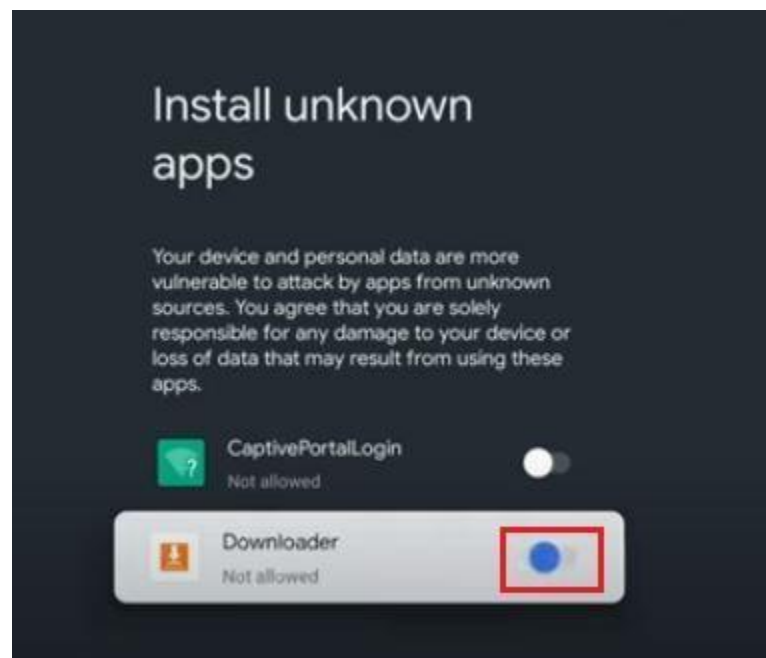 Install unknown
apps
Your device and personal data are more
vulnerable to attack by apps from unknown
sources. You agree that you are solely
responsible for any damage to your device or
loss of data that may result from using these
apps.
?
CaptivePortalLogin
Not allowed
Downloader
Not allowed